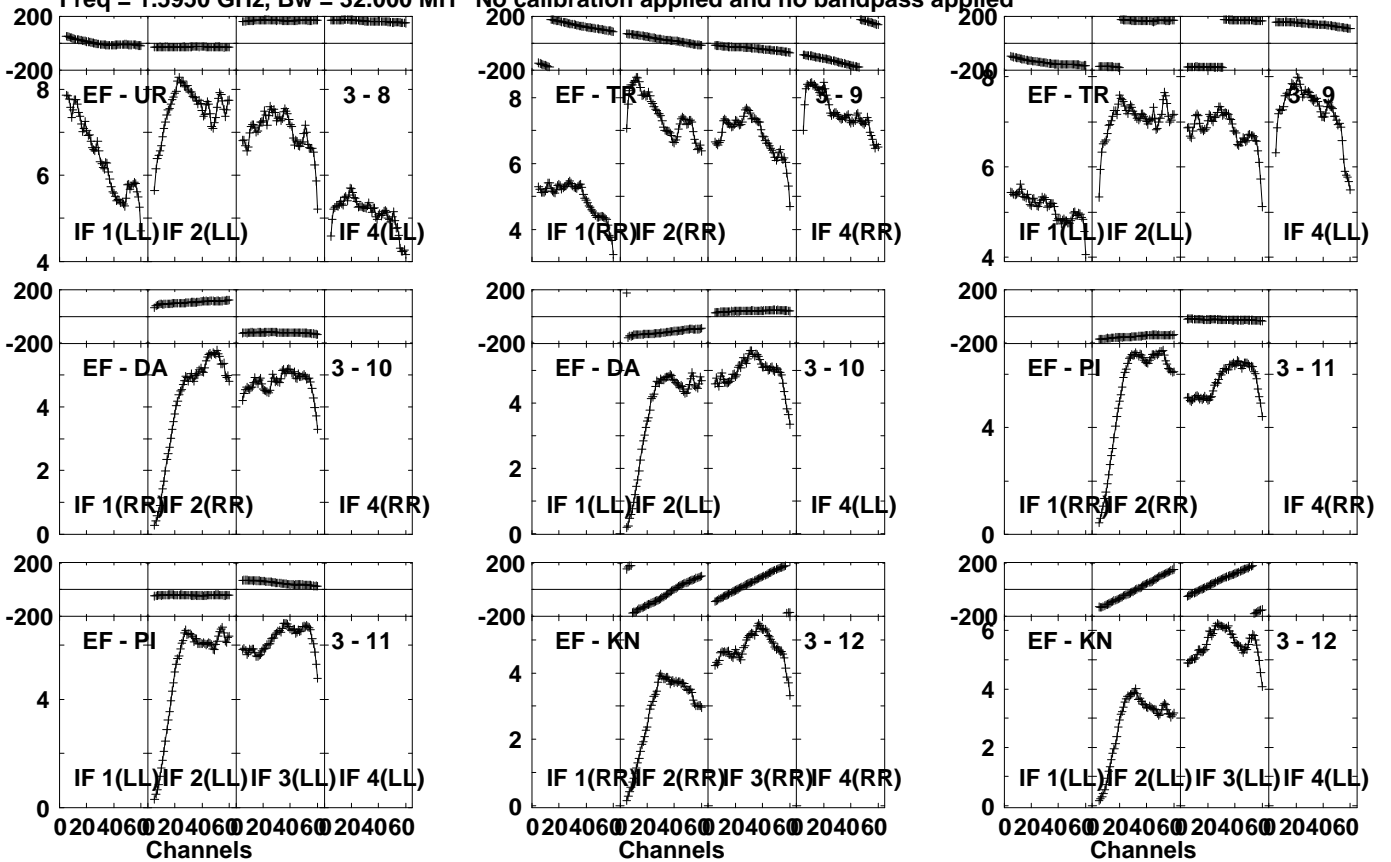 Freq = 1.5950 GHz, Bw = 32.000 MH No calibration applied and no bandpass applied
200
-200
8
6
4
EF - UR
3 - 8
IF 1(LL) IF 2(LL) IF 4(LL)
200
-200
8
6
4
EF - TR
3 - 9
IF 1(RR) IF 2(RR) IF 4(RR)
200
-200
8
6
4
EF - TR
3 - 9
IF 1(LL) IF 2(LL) IF 4(LL)
200
-200
4
2
0
EF - DA
3 - 10
IF 1(RR) IF 2(RR) IF 4(RR)
200
-200
4
2
0
EF - DA
3 - 10
IF 1(LL) IF 2(LL) IF 4(LL)
200
-200
4
0
EF - PI
3 - 11
IF 1(RR) IF 2(RR) IF 4(RR)
200
-200
4
0
EF - PI
3 - 11
IF 1(LL) IF 2(LL) IF 3(LL) IF 4(LL)
0 20 40 60 0 20 40 60 0 20 40 60 0 20 40 60
Channels
200
-200
4
2
0
EF - KN
3 - 12
IF 1(RR) IF 2(RR) IF 3(RR) IF 4(RR)
0 20 40 60 0 20 40 60 0 20 40 60 0 20 40 60
Channels
200
-200
6
4
2
0
EF - KN
3 - 12
IF 1(LL) IF 2(LL) IF 3(LL) IF 4(LL)
0 20 40 60 0 20 40 60 0 20 40 60 0 20 40 60
Channels